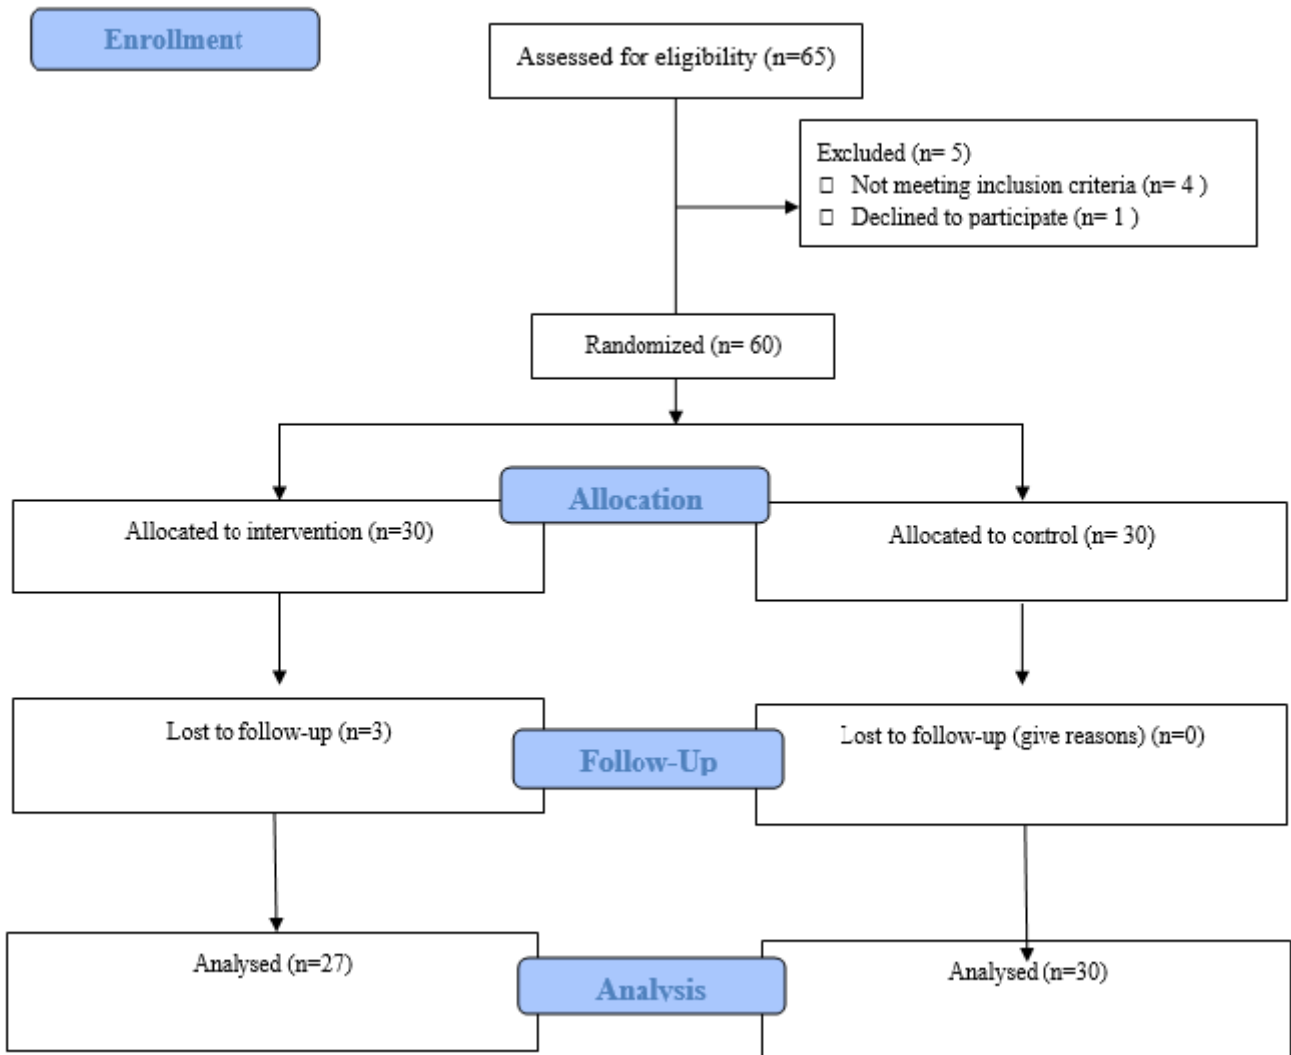 Enrollment
Assessed for eligibility (n=65)
Excluded (n= 5)
□ Not meeting inclusion criteria (n= 4 )
□ Declined to participate (n= 1 )
Randomized (n= 60)
Allocation
Allocated to intervention (n=30)
Allocated to control (n= 30)
Lost to follow-up (n=3)
Follow-Up
Lost to follow-up (give reasons) (n=0)
Analysed (n=27)
Analysis
Analysed (n=30)